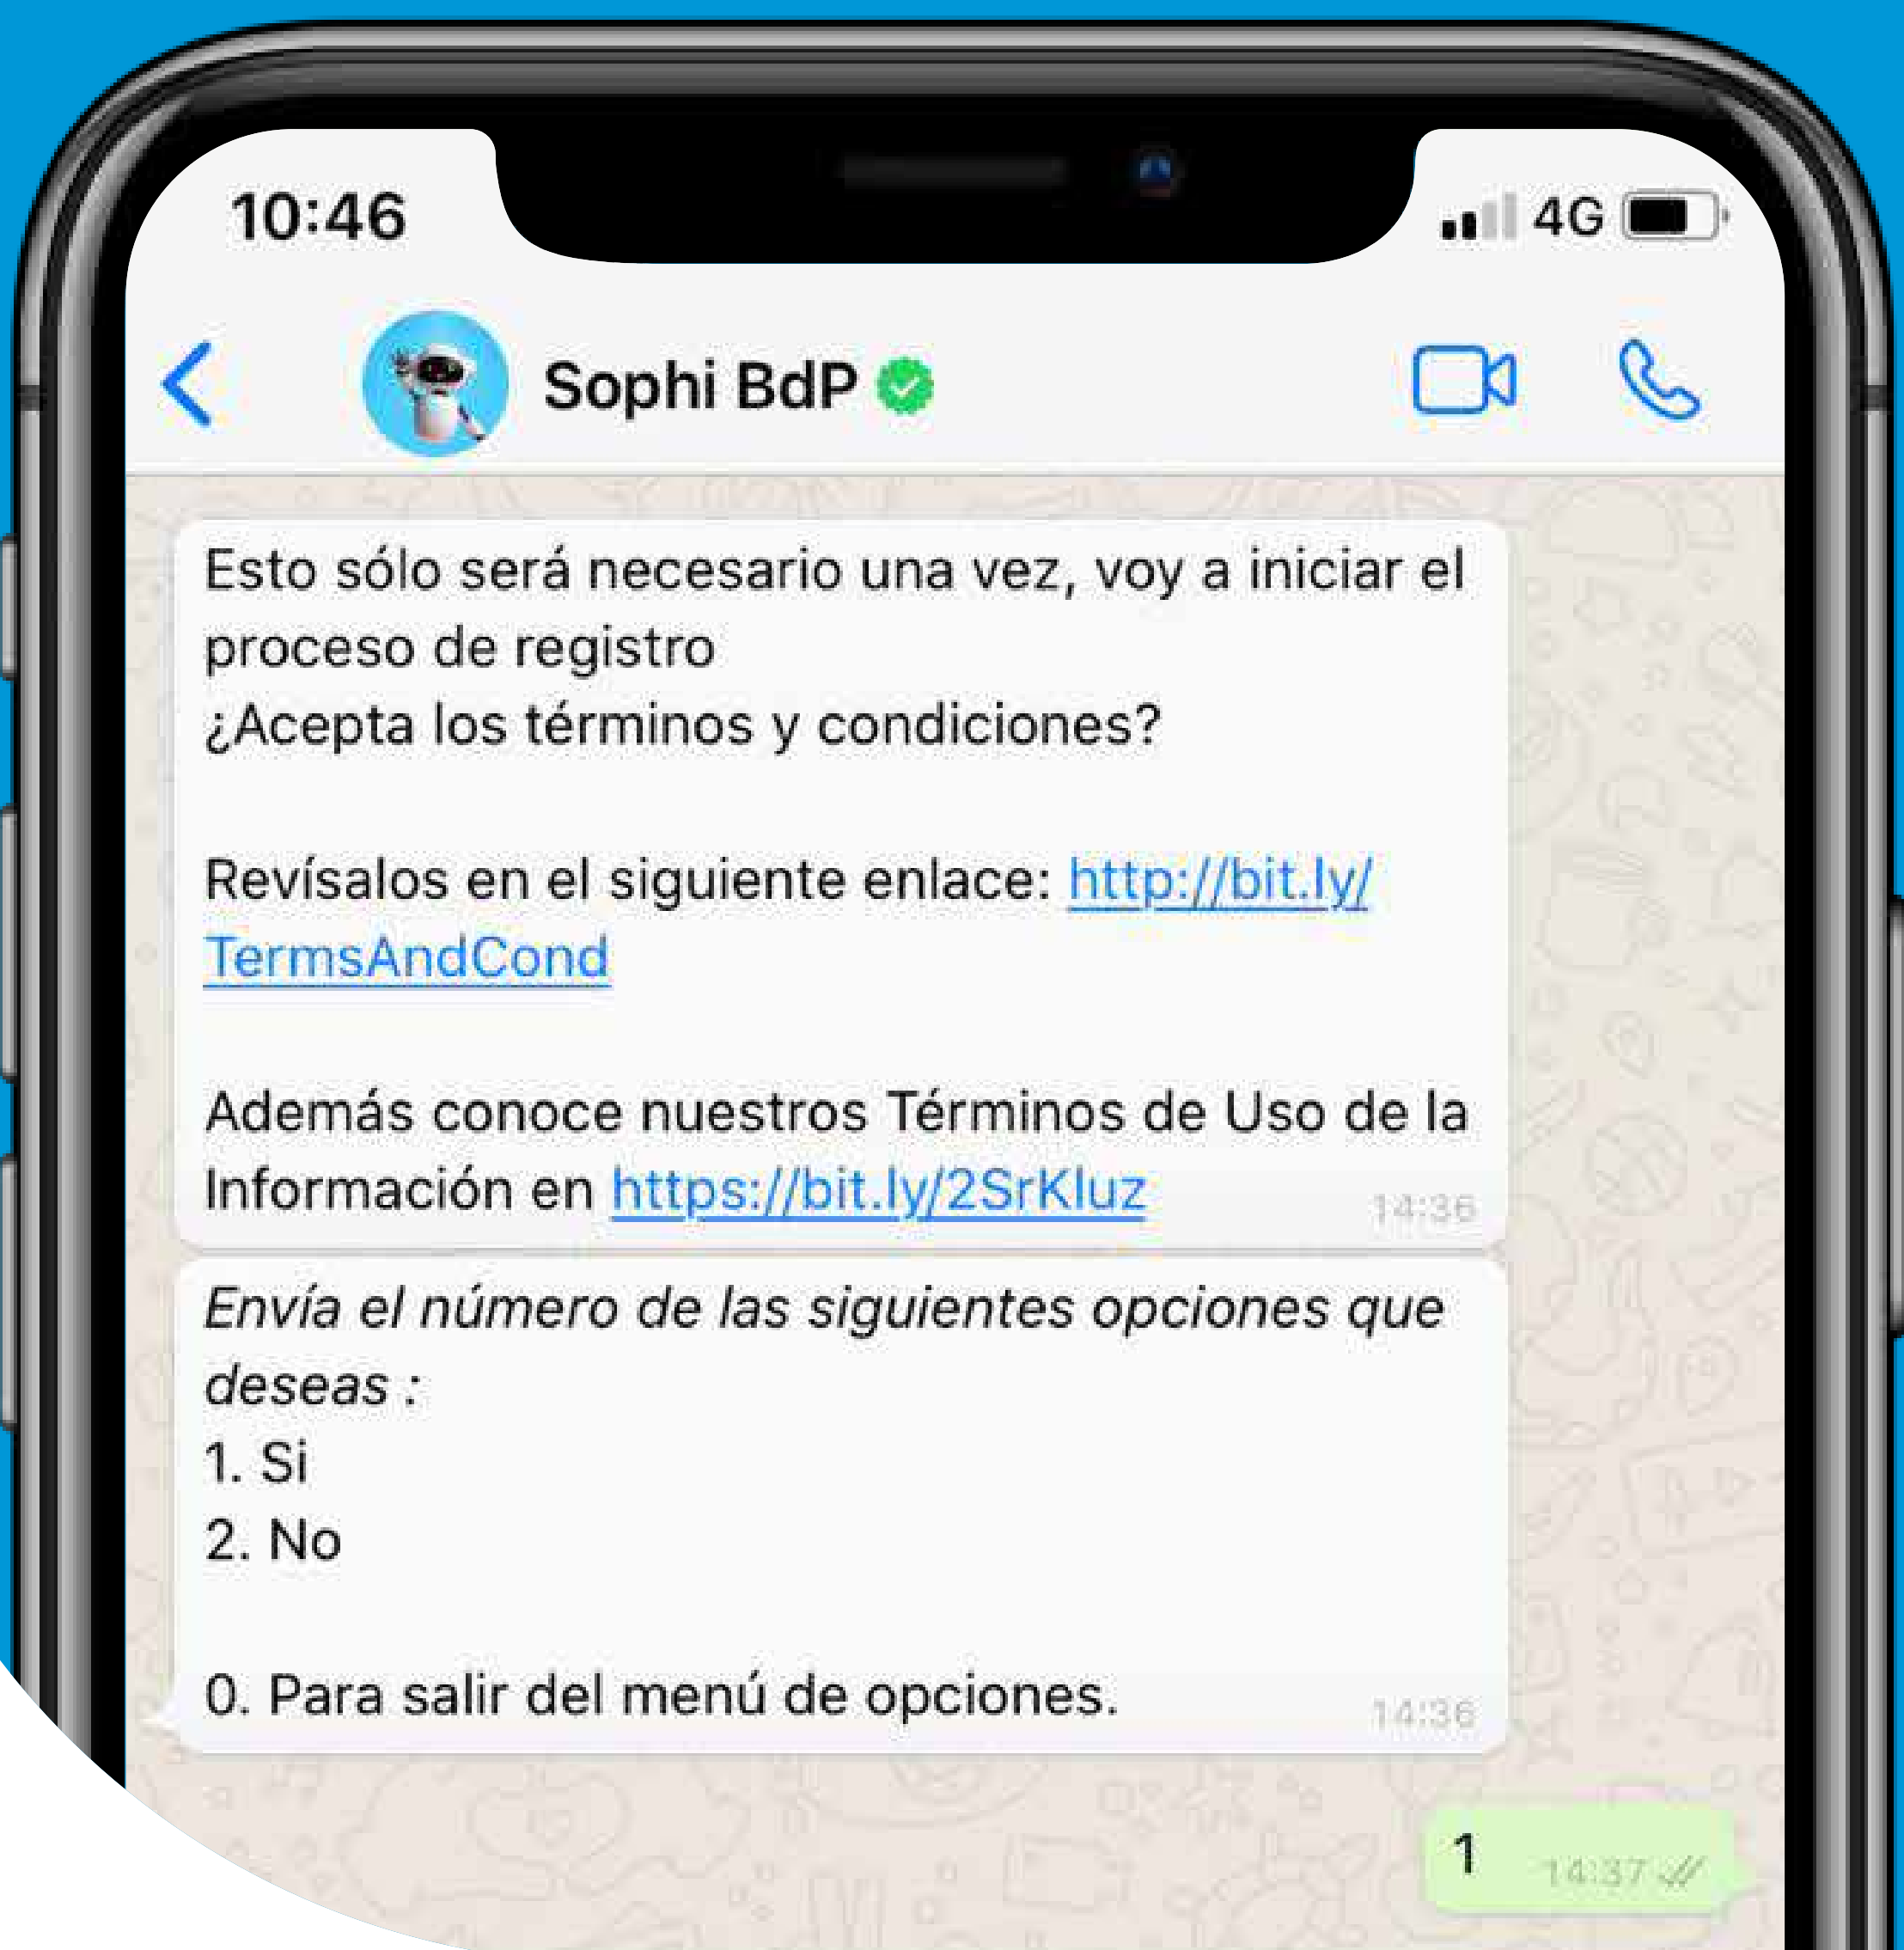 10:46
4G
Sophi BdP
Esto sólo será necesario una vez, voy a iniciar el
proceso de registro
¿Acepta los términos y condiciones?
Revísalos en el siguiente enlace: http://bit.ly/
TermsAndCond
Además conoce nuestros Términos de Uso de la
Información en https://bit.ly/2SrKluz
14:36
Envía el número de las siguientes opciones que
deseas :
1. Si
2. No
0. Para salir del menú de opciones.
14:36
1
14:37